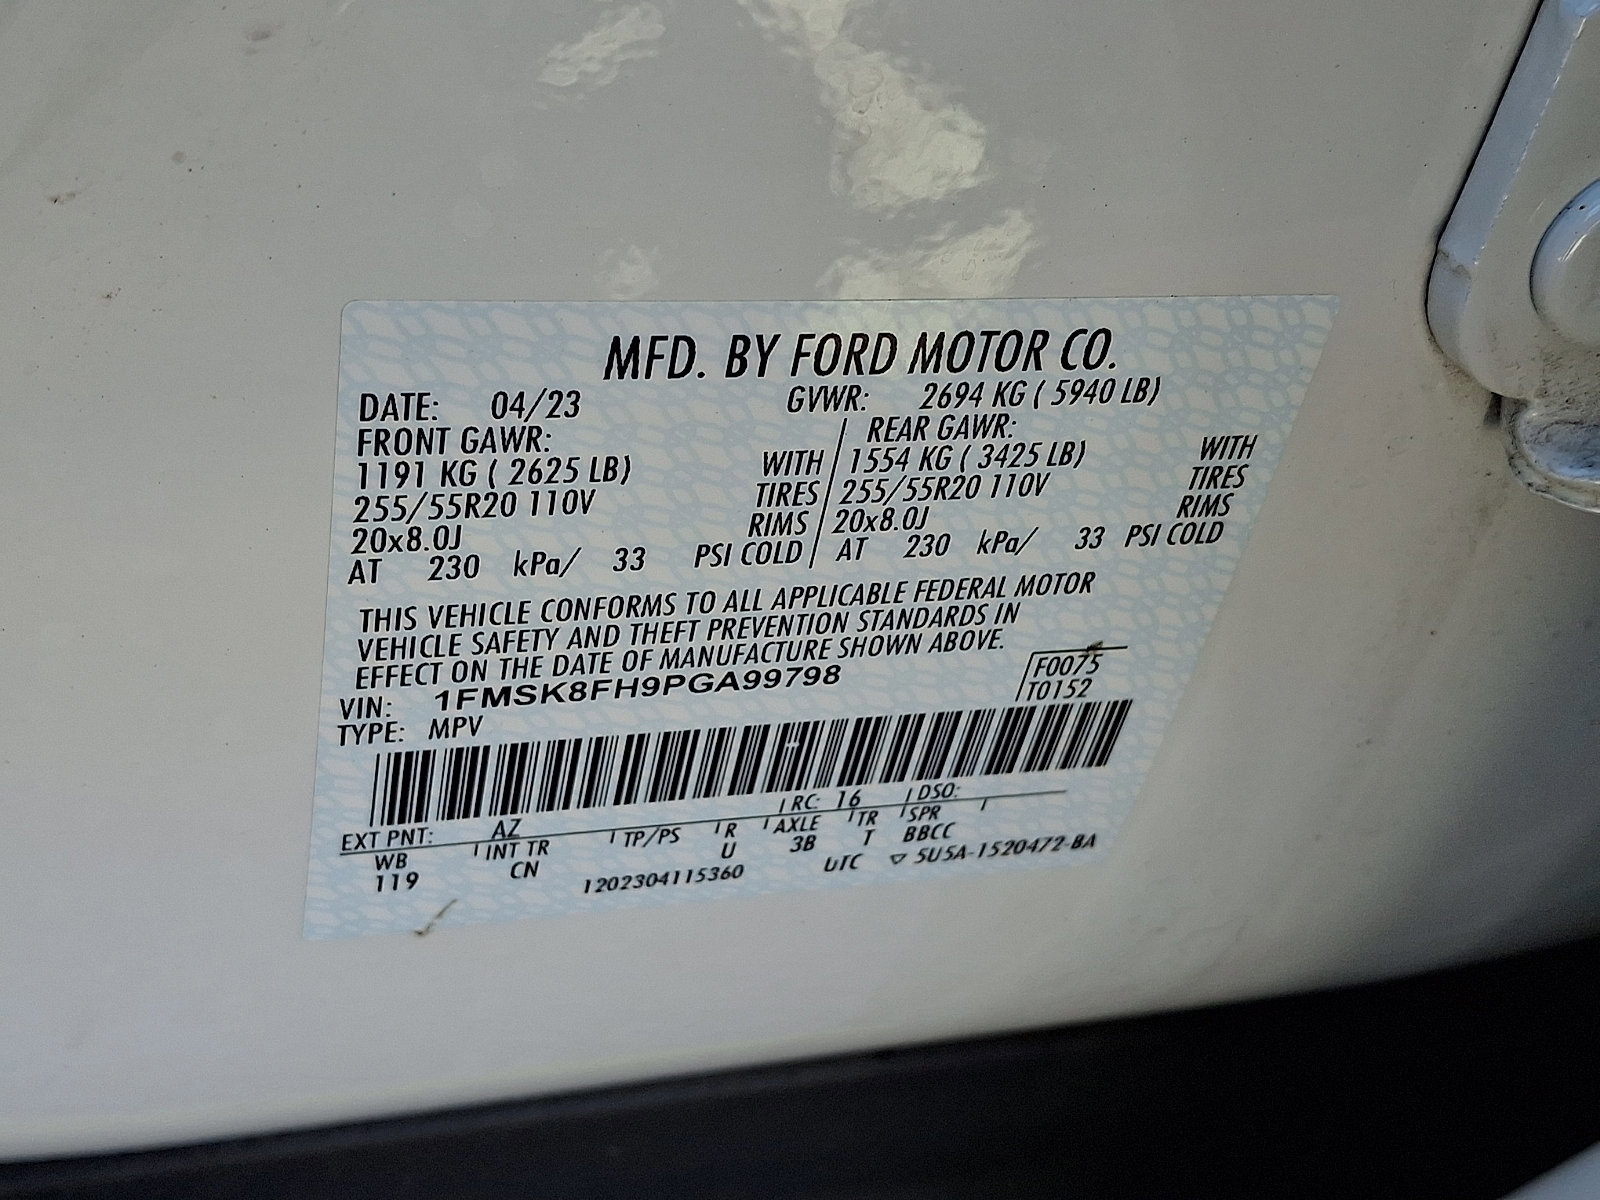 MFD. BY FORD MOTOR CO.
DATE: 04/23 GVWR: 2694 KG ( 5940 LB)
FRONT GAWR: REAR GAWR:
1191 KG ( 2625 LB) WITH 1554 KG ( 3425 LB) WITH
255/55R20 110V TIRES 255/55R20 110V TIRES
20x8.0J RIMS 20x8.0J RIMS
AT 230 kPa/ 33 PSI COLD AT 230 kPa/ 33 PSI COLD
THIS VEHICLE CONFORMS TO ALL APPLICABLE FEDERAL MOTOR
VEHICLE SAFETY AND THEFT PREVENTION STANDARDS IN
EFFECT ON THE DATE OF MANUFACTURE SHOWN ABOVE.
VIN: 1FMSK8FH9PGA99798 F0075
TYPE: MPV T0152
EXT PNT: AZ RC: 16 DSO:
WB INT TR TP/PS R AXLE TR SPR
119 CN U 3B T BBCC
1202304115360 UTC ▽ 5U5A-1520472-BA